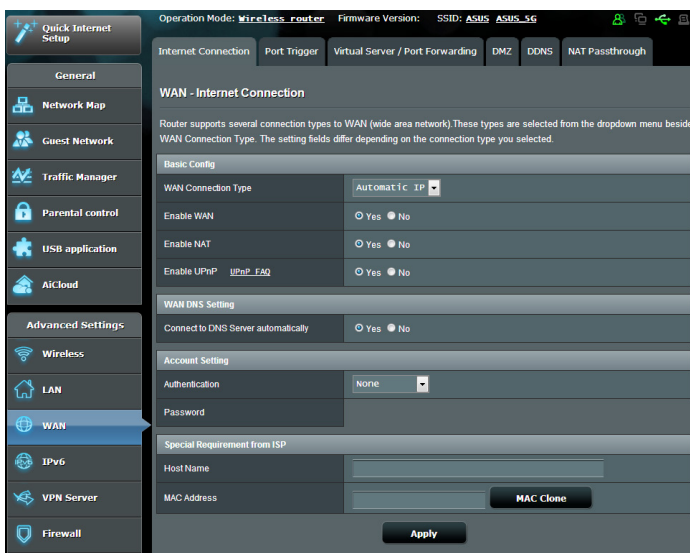 Quick Internet Setup
Operation Mode: Wireless router Firmware Version: SSID: ASUS ASUS_5G
Internet Connection Port Trigger Virtual Server / Port Forwarding DMZ DDNS NAT Passthrough
General
Network Map
Guest Network
Traffic Manager
Parental control
USB application
AiCloud
Advanced Settings
Wireless
LAN
WAN
IPv6
VPN Server
Firewall
WAN - Internet Connection
Router supports several connection types to WAN (wide area network).These types are selected from the dropdown menu beside
WAN Connection Type. The setting fields differ depending on the connection type you selected.
Basic Config
WAN Connection Type Automatic IP
Enable WAN Yes No
Enable NAT Yes No
Enable UPnP UPnP FAQ Yes No
WAN DNS Setting
Connect to DNS Server automatically Yes No
Account Setting
Authentication None
Password
Special Requirement from ISP
Host Name
MAC Address MAC Clone
Apply